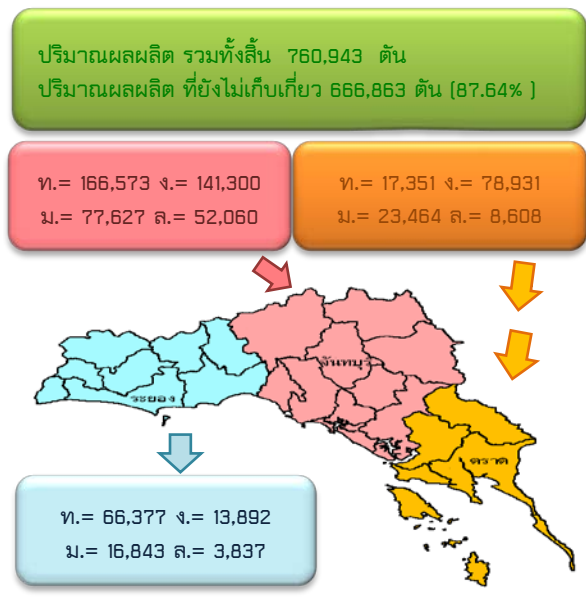 ปริมาณผลผลิต รวมทั้งสิ้น 760,943 ตัน
ปริมาณผลผลิต ที่ยังไม่เก็บเกี่ยว 666,863 ตัน (87.64% )
ท.= 166,573 ง.= 141,300
ม.= 77,627 ล.= 52,060
ท.= 17,351 ง.= 78,931
ม.= 23,464 ล.= 8,608
จันทบุรี
ระยอง
ตราด
ท.= 66,377 ง.= 13,892
ม.= 16,843 ล.= 3,837